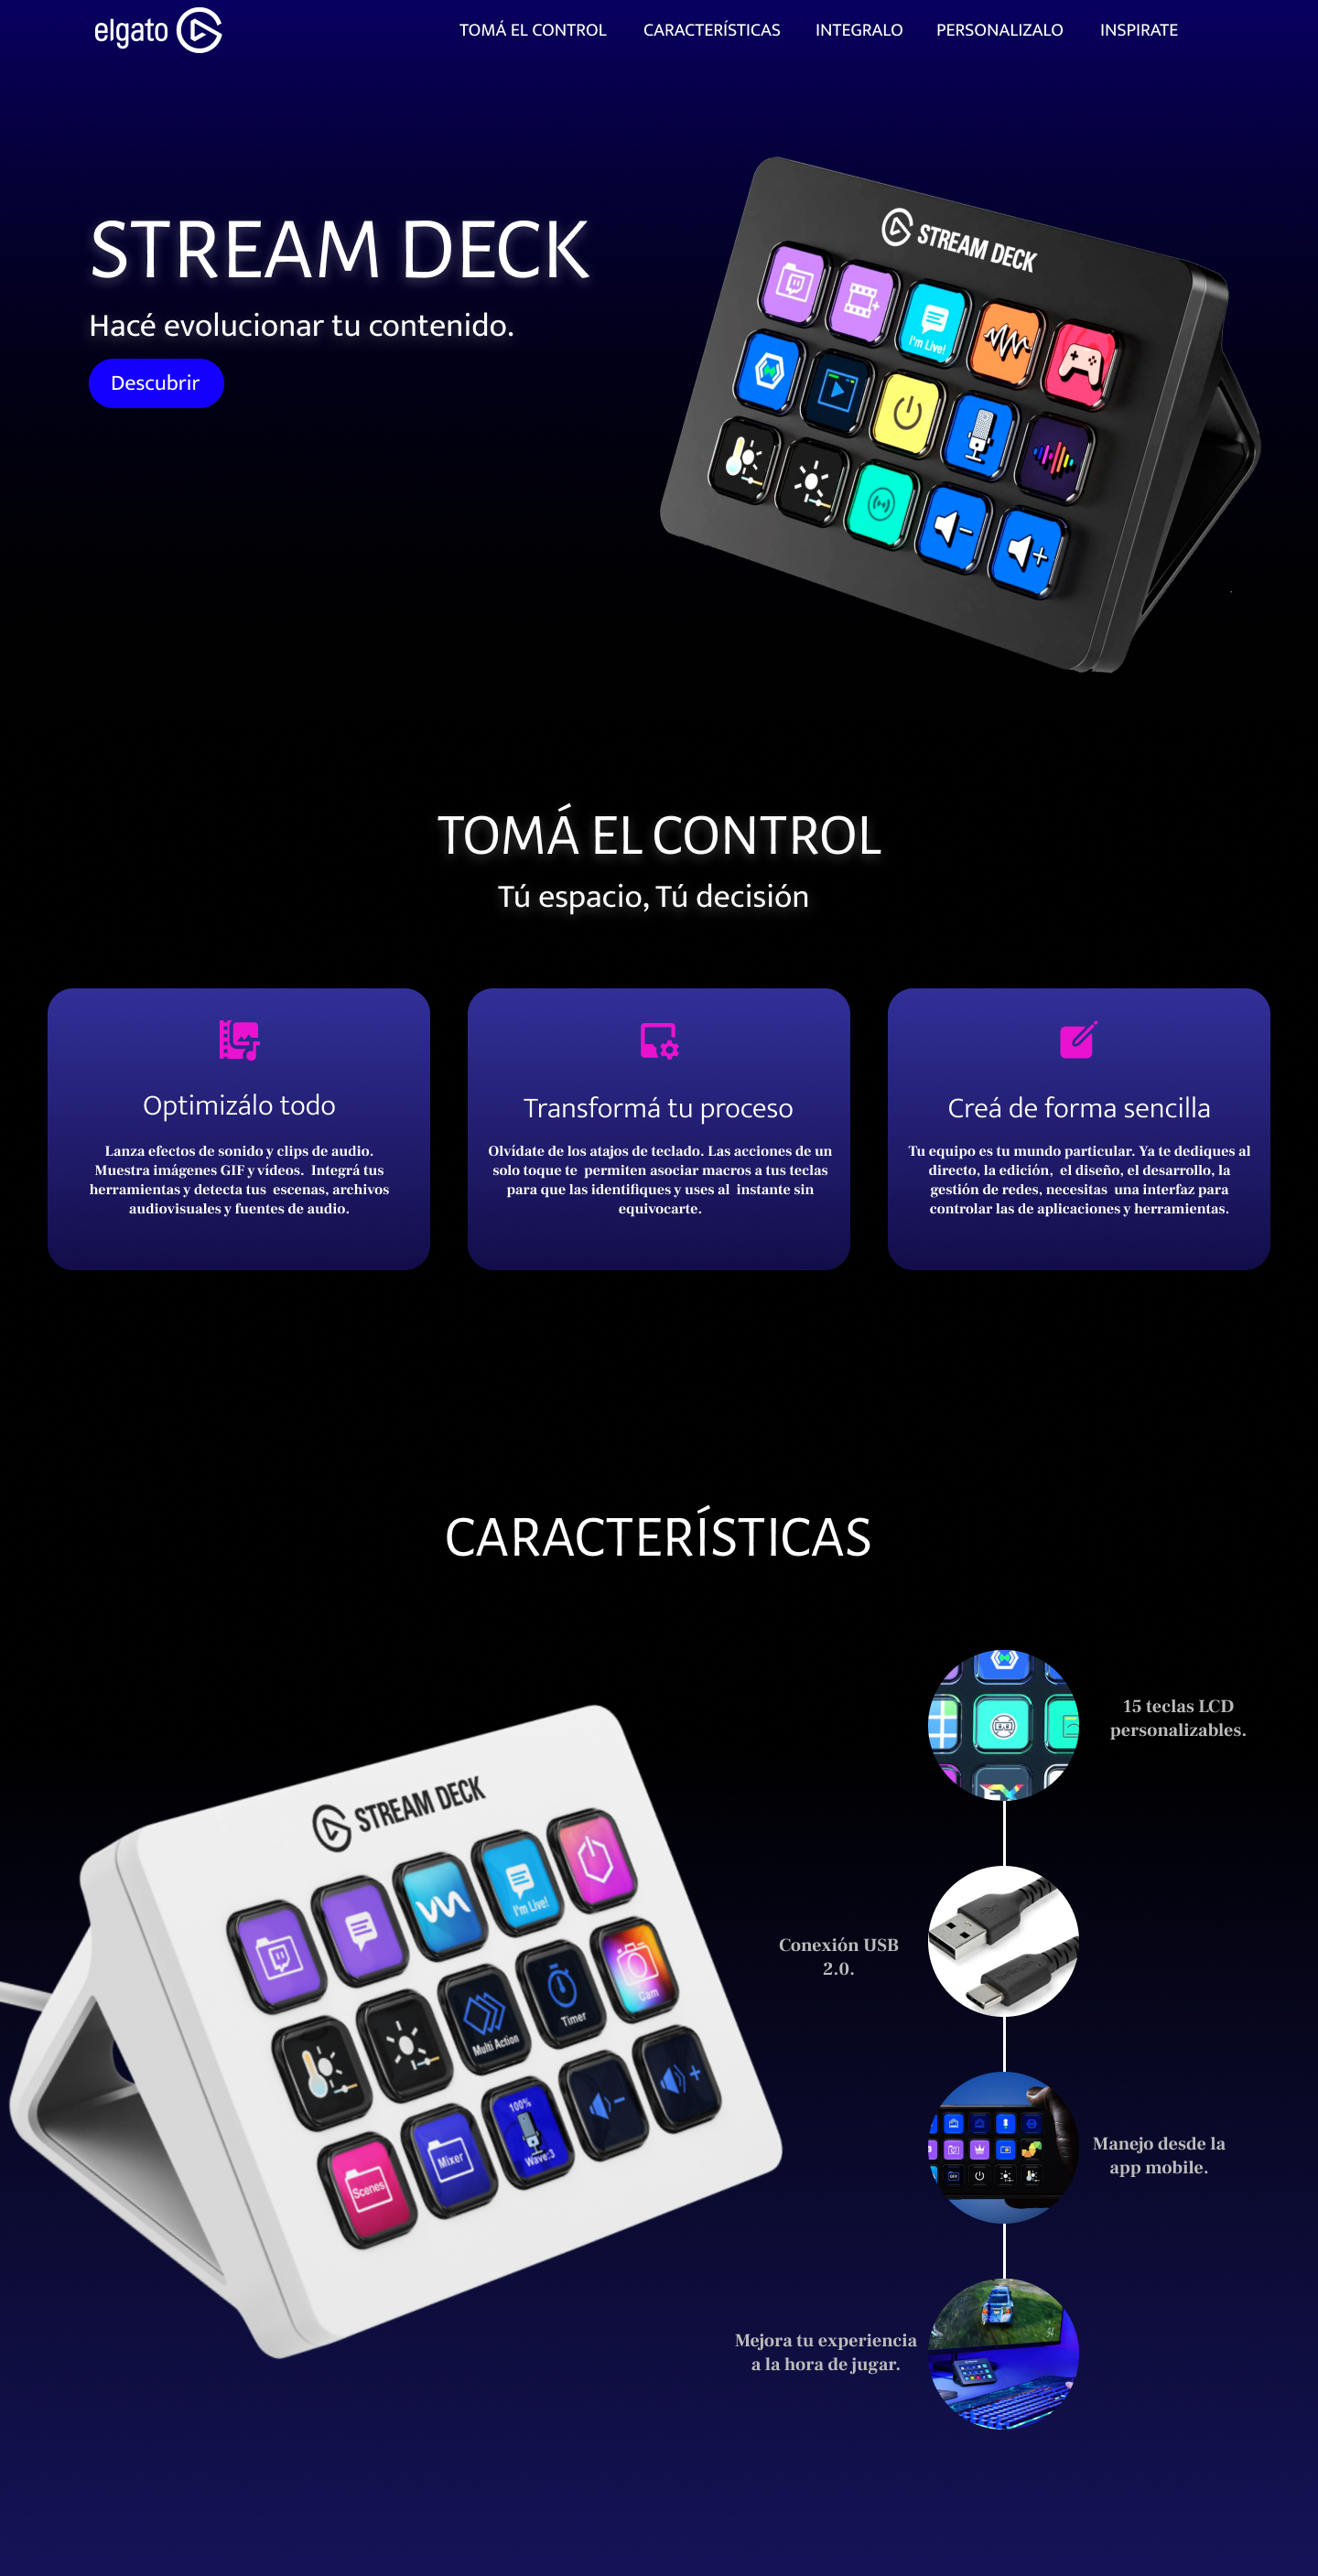 elgato
TOMÁ EL CONTROL
CARACTERÍSTICAS
INTEGRALO
PERSONALIZALO
INSPIRATE
STREAM DECK
Hacé evolucionar tu contenido.
Descubrir
STREAM DECK
I'm Live!
TOMÁ EL CONTROL
Tú espacio, Tú decisión
Optimizálo todo
Lanza efectos de sonido y clips de audio.
Muestra imágenes GIF y vídeos. Integrá tus
herramientas y detecta tus escenas, archivos
audiovisuales y fuentes de audio.
Transformá tu proceso
Olvídate de los atajos de teclado. Las acciones de un
solo toque te permiten asociar macros a tus teclas
para que las identifiques y uses al instante sin
equivocarte.
Creá de forma sencilla
Tu equipo es tu mundo particular. Ya te dediques al
directo, la edición, el diseño, el desarrollo, la
gestión de redes, necesitas una interfaz para
controlar las de aplicaciones y herramientas.
CARACTERÍSTICAS
STREAM DECK
I'm Live!
Cam
Timer
Multi Action
100%
Wave:3
Mixer
Scenes
15 teclas LCD
personalizables.
Conexión USB
2.0.
Manejo desde la
app mobile.
Mejora tu experiencia
a la hora de jugar.